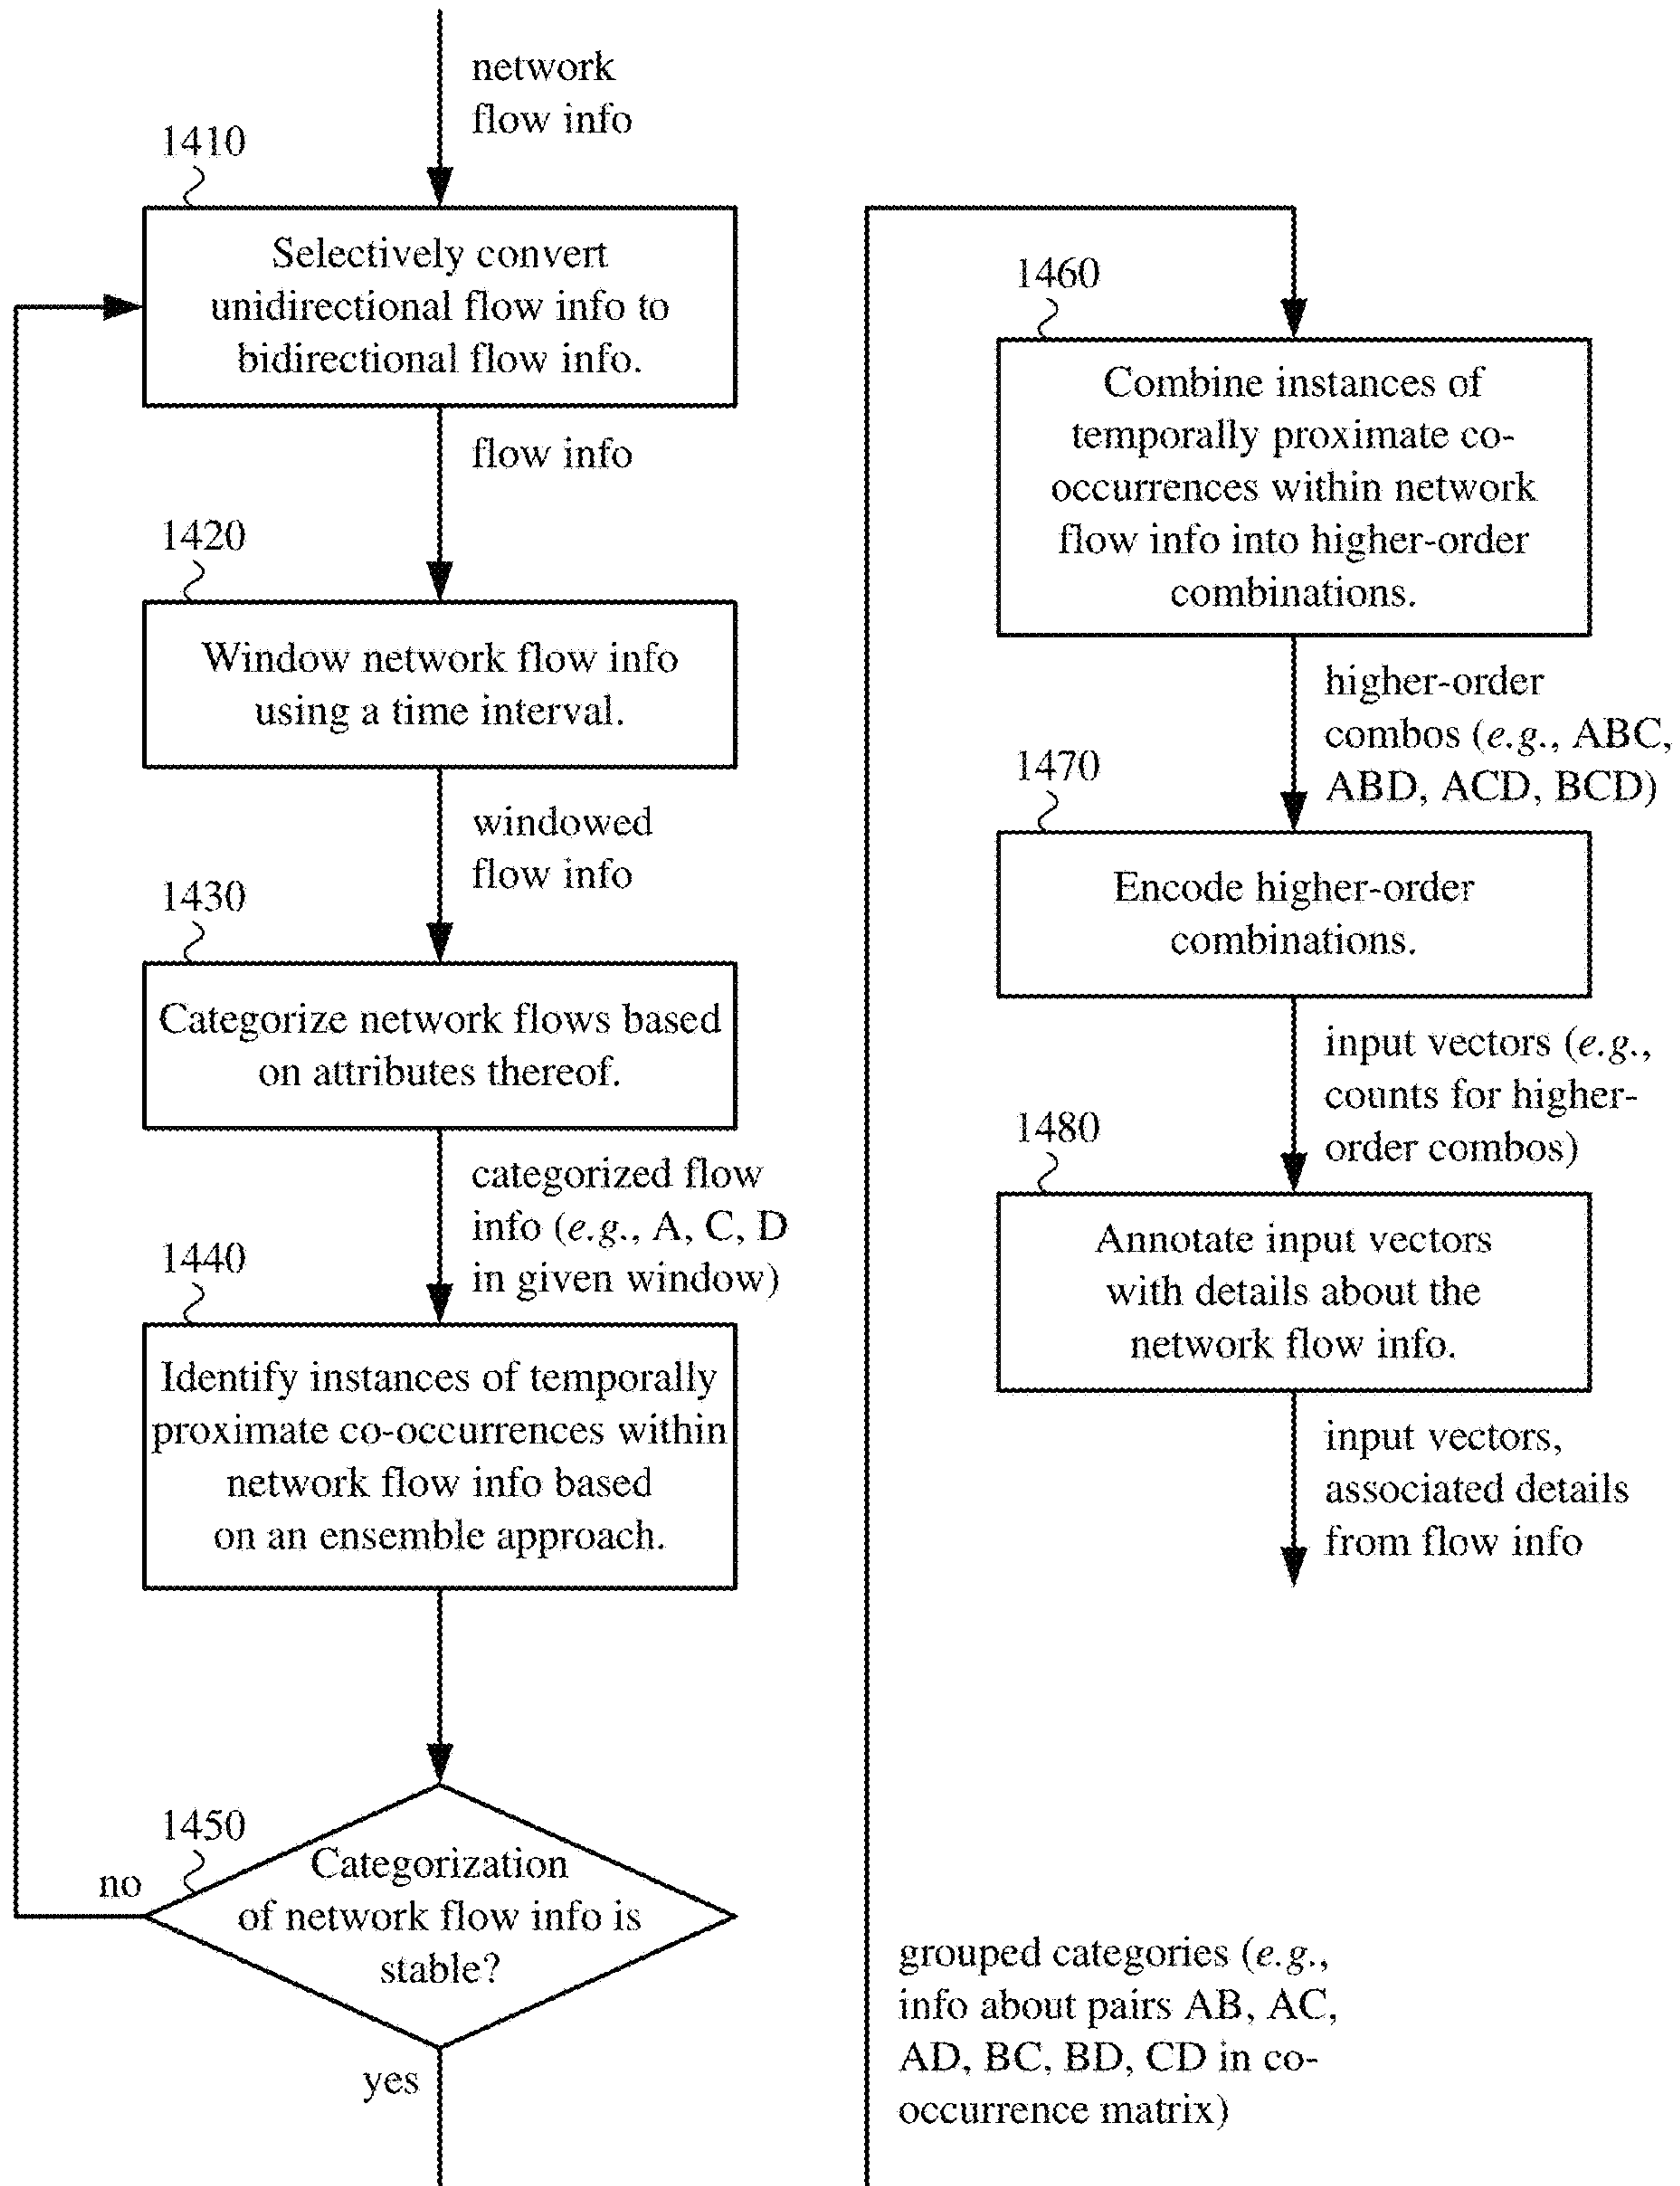 network
flow info
1410
Selectively convert
unidirectional flow info to
bidirectional flow info.
flow info
1420
Window network flow info
using a time interval.
windowed
flow info
1430
Categorize network flows based
on attributes thereof.
categorized flow
info (e.g., A, C, D
in given window)
1440
Identify instances of temporally
proximate co-occurrences within
network flow info based
on an ensemble approach.
1450
Categorization
of network flow info is
stable?
no
yes
grouped categories (e.g.,
info about pairs AB, AC,
AD, BC, BD, CD in co-
occurrence matrix)
1460
Combine instances of
temporally proximate co-
occurrences within network
flow info into higher-order
combinations.
higher-order
combos (e.g., ABC,
ABD, ACD, BCD)
1470
Encode higher-order
combinations.
input vectors (e.g.,
counts for higher-
order combos)
1480
Annotate input vectors
with details about the
network flow info.
input vectors,
associated details
from flow info